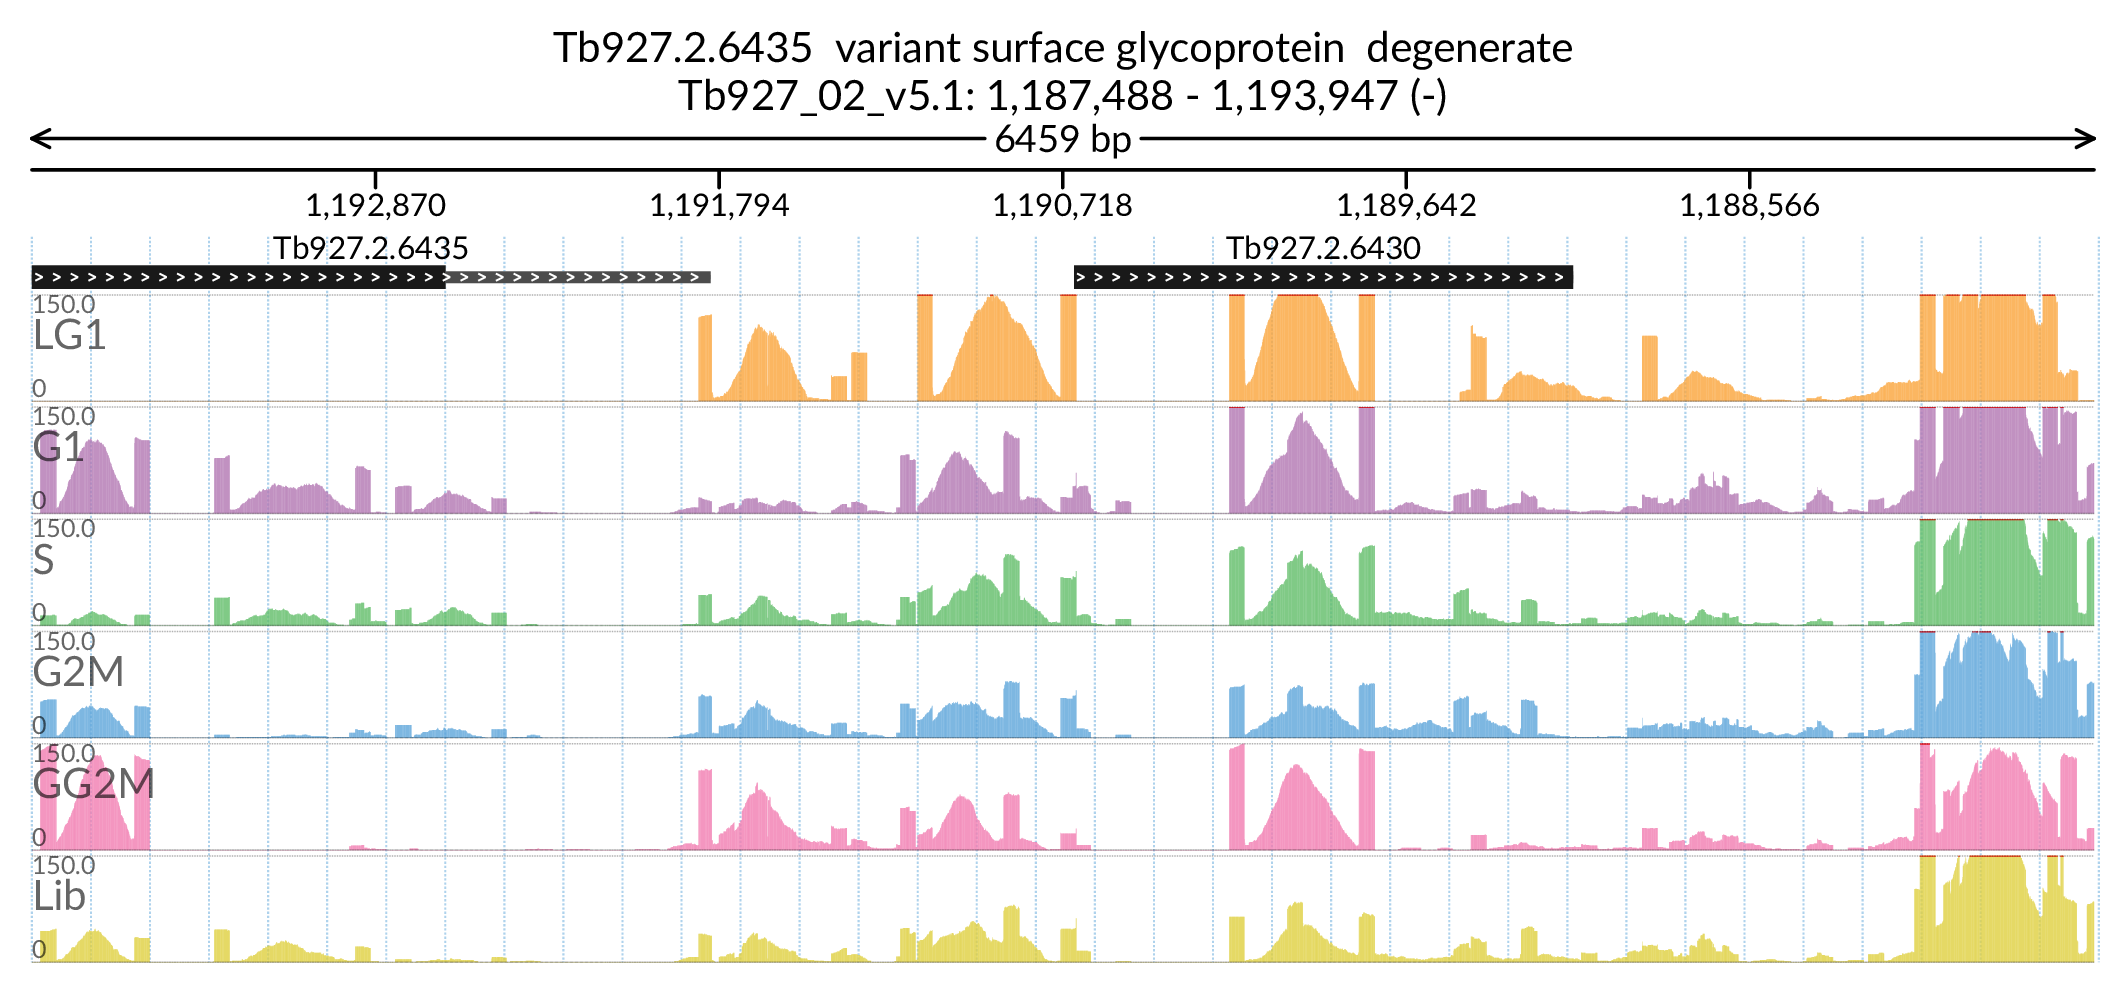 Tb927.2.6435 variant surface glycoprotein degenerate
Tb927_02_v5.1: 1,187,488 - 1,193,947 (-)
6459 bp
1,192,870 1,191,794 1,190,718 1,189,642 1,188,566
Tb927.2.6435 Tb927.2.6430
150.0
LG1
0
150.0
G1
0
150.0
S
0
150.0
G2M
0
150.0
GG2M
0
150.0
Lib
0